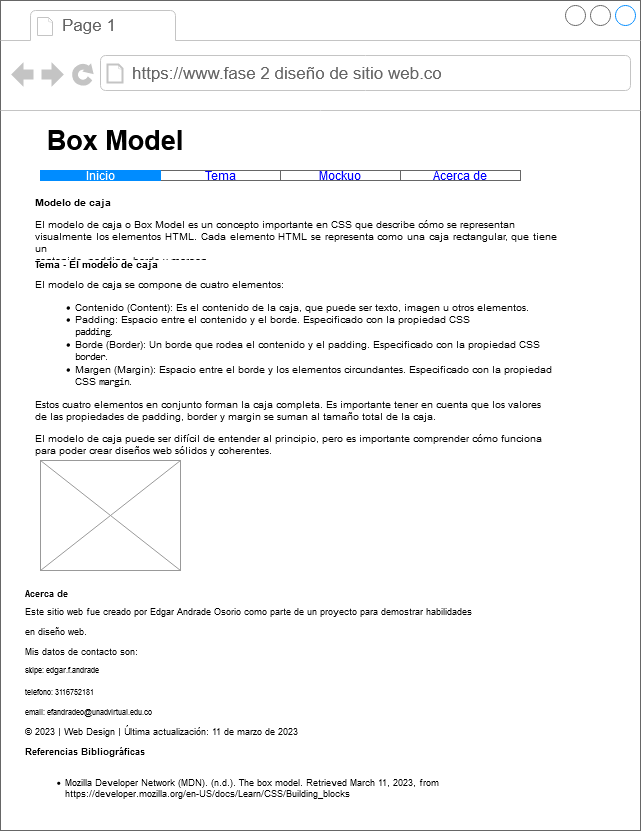 Page 1
https://www.fase 2 diseño de sitio web.co
Box Model
Inicio Tema Mockuo Acerca de
Modelo de caja
El modelo de caja o Box Model es un concepto importante en CSS que describe cómo se representan
visualmente los elementos HTML. Cada elemento HTML se representa como una caja rectangular, que tiene
un
Tema - El modelo de caja
El modelo de caja se compone de cuatro elementos:
• Contenido (Content): Es el contenido de la caja, que puede ser texto, imagen u otros elementos.
• Padding: Espacio entre el contenido y el borde. Especificado con la propiedad CSS
padding.
• Borde (Border): Un borde que rodea el contenido y el padding. Especificado con la propiedad CSS
border.
• Margen (Margin): Espacio entre el borde y los elementos circundantes. Especificado con la propiedad
CSS margin.
Estos cuatro elementos en conjunto forman la caja completa. Es importante tener en cuenta que los valores
de las propiedades de padding, border y margin se suman al tamaño total de la caja.
El modelo de caja puede ser difícil de entender al principio, pero es importante comprender cómo funciona
para poder crear diseños web sólidos y coherentes.
Acerca de
Este sitio web fue creado por Edgar Andrade Osorio como parte de un proyecto para demostrar habilidades
en diseño web.
Mis datos de contacto son:
skipe: edgar.f.andrade
telefono: 3116752181
email: efandradeo@unadvirtual.edu.co
© 2023 | Web Design | Última actualización: 11 de marzo de 2023
Referencias Bibliográficas
• Mozilla Developer Network (MDN). (n.d.). The box model. Retrieved March 11, 2023, from
https://developer.mozilla.org/en-US/docs/Learn/CSS/Building_blocks